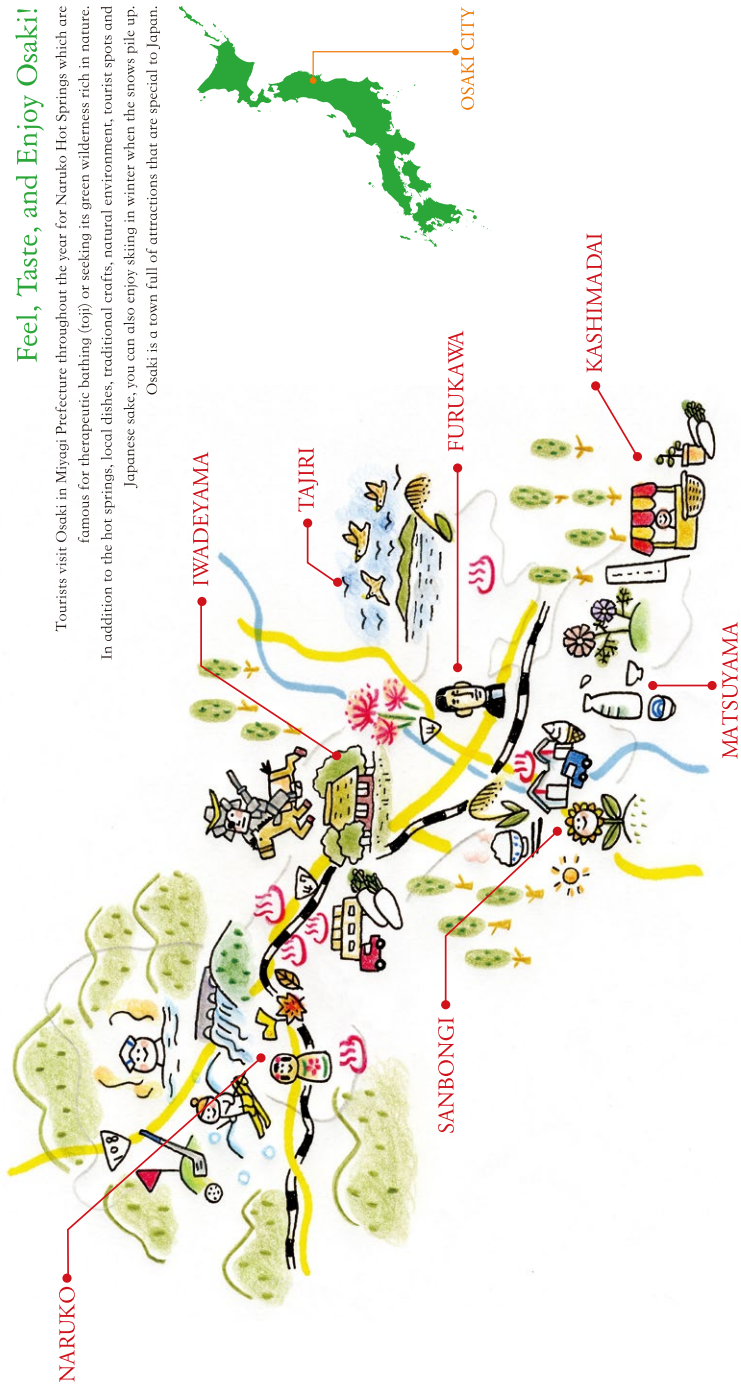 Feel, Taste, and Enjoy Osaki!
Tourists visit Osaki in Miyagi Prefecture throughout the year for Naruko Hot Springs which are
famous for therapeutic bathing (toji) or seeking its green wilderness rich in nature.
In addition to the hot springs, local dishes, traditional crafts, natural environment, tourist spots and
Japanese sake, you can also enjoy skiing in winter when the snows pile up.
Osaki is a town full of attractions that are special to Japan.
OSAKI CITY
NARUKO
108
IWADEYAMA
TAJIRI
FURUKAWA
SANBONGI
KASHIMADAI
MATSUYAMA